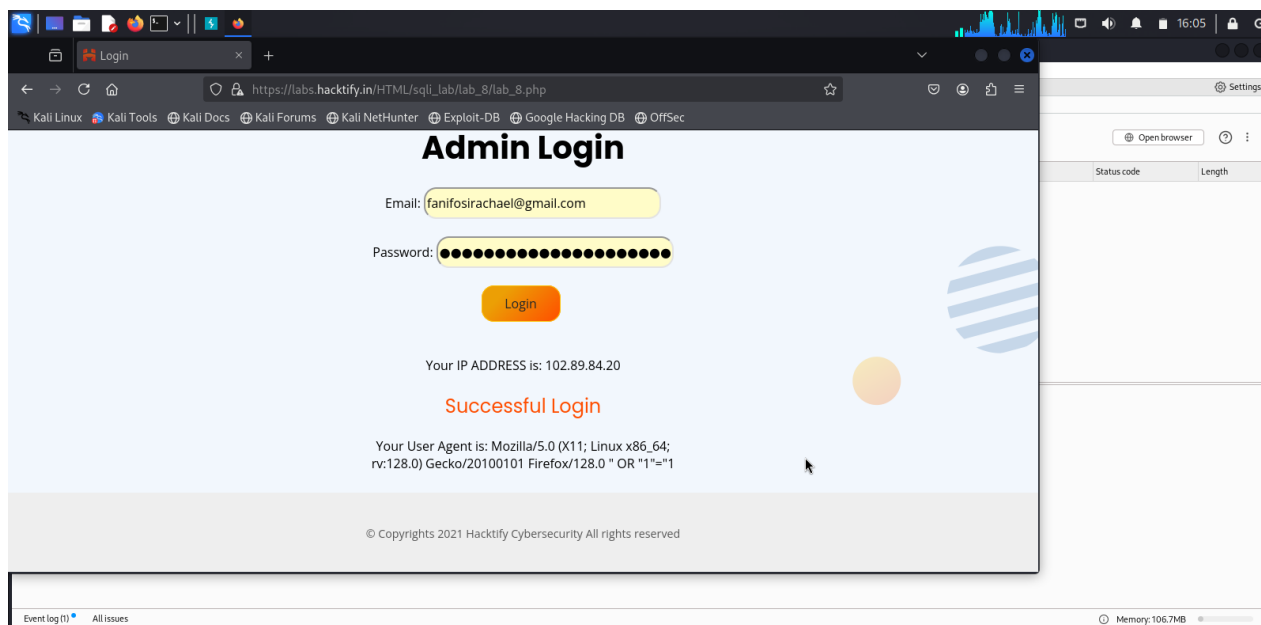 16:05
Login
https://labs.hacktify.in/HTML/sqli_lab/lab_8/lab_8.php
Settings
Kali Linux Kali Tools Kali Docs Kali Forums Kali NetHunter Exploit-DB Google Hacking DB OffSec
Open browser
Admin Login
Status code Length
Email: fanifosirachael@gmail.com
Password: ●●●●●●●●●●●●●●●●●●●●●
Login
Your IP ADDRESS is: 102.89.84.20
Successful Login
Your User Agent is: Mozilla/5.0 (X11; Linux x86_64;
rv:128.0) Gecko/20100101 Firefox/128.0 " OR "1"="1
© Copyrights 2021 Hacktify Cybersecurity All rights reserved
Event log (1) All issues Memory: 106.7MB